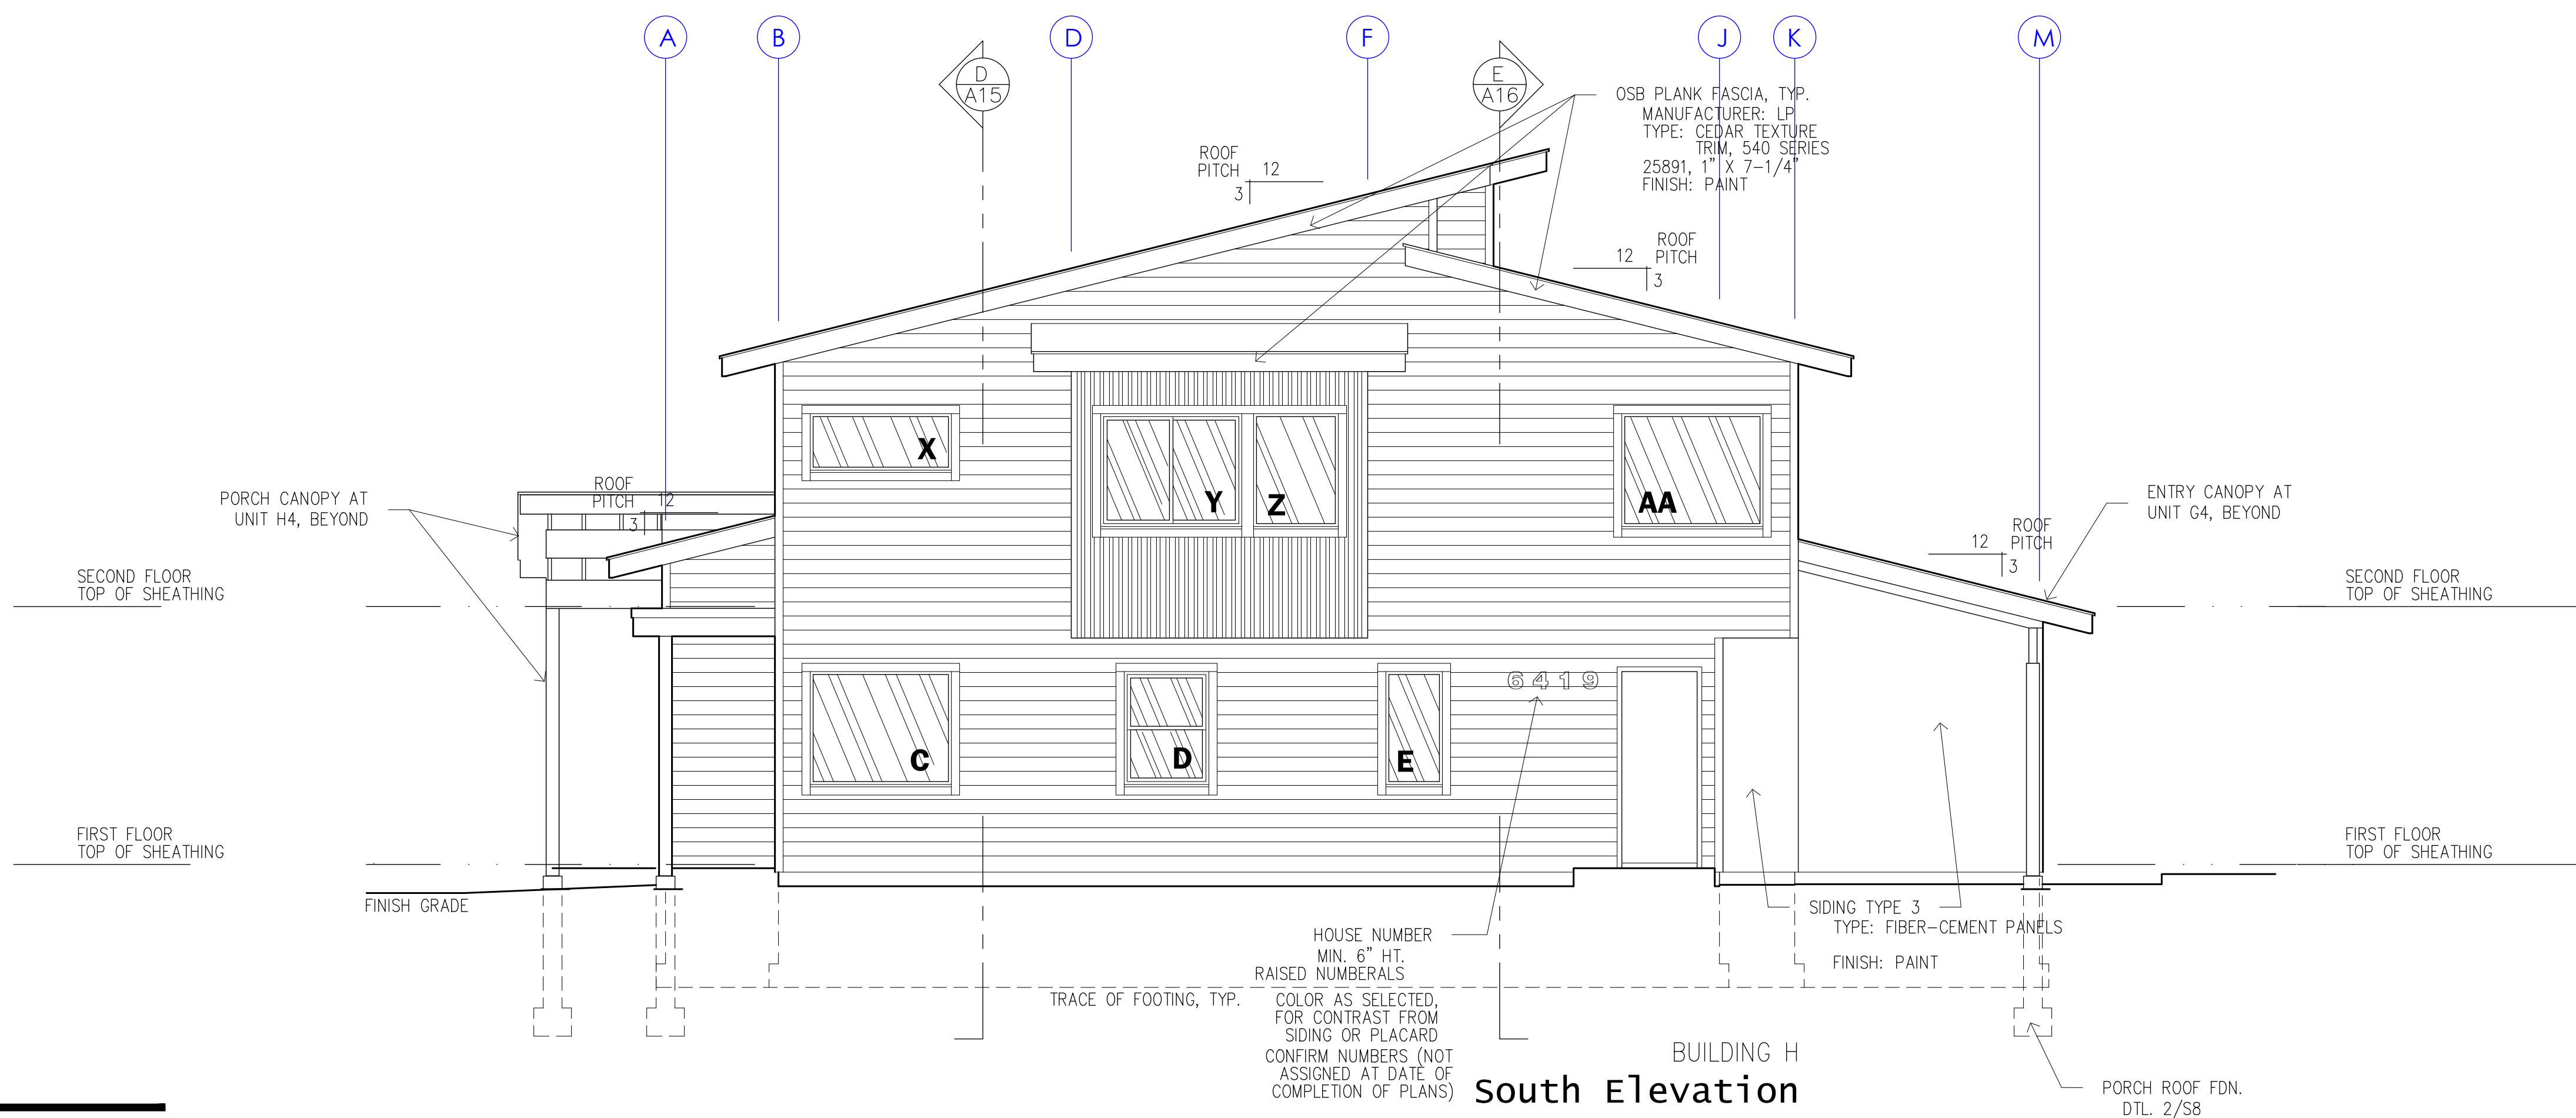 A B D F J K M
D
A15
E
A16
OSB PLANK FASCIA, TYP.
MANUFACTURER: LP
TYPE: CEDAR TEXTURE
TRIM, 540 SERIES
25891, 1" X 7-1/4"
FINISH: PAINT
ROOF
PITCH 12
3
ROOF
12 PITCH
3
X
Y Z
AA
ROOF
PITCH 12
3
PORCH CANOPY AT
UNIT H4, BEYOND
ENTRY CANOPY AT
UNIT G4, BEYOND
ROOF
12 PITCH
3
SECOND FLOOR
TOP OF SHEATHING
SECOND FLOOR
TOP OF SHEATHING
6419
C D E
FIRST FLOOR
TOP OF SHEATHING
FIRST FLOOR
TOP OF SHEATHING
FINISH GRADE
SIDING TYPE 3
TYPE: FIBER-CEMENT PANELS
FINISH: PAINT
HOUSE NUMBER
MIN. 6" HT.
RAISED NUMBERALS
TRACE OF FOOTING, TYP.
COLOR AS SELECTED,
FOR CONTRAST FROM
SIDING OR PLACARD
CONFIRM NUMBERS (NOT
ASSIGNED AT DATE OF
COMPLETION OF PLANS)
BUILDING H
South Elevation
PORCH ROOF FDN.
DTL. 2/S8